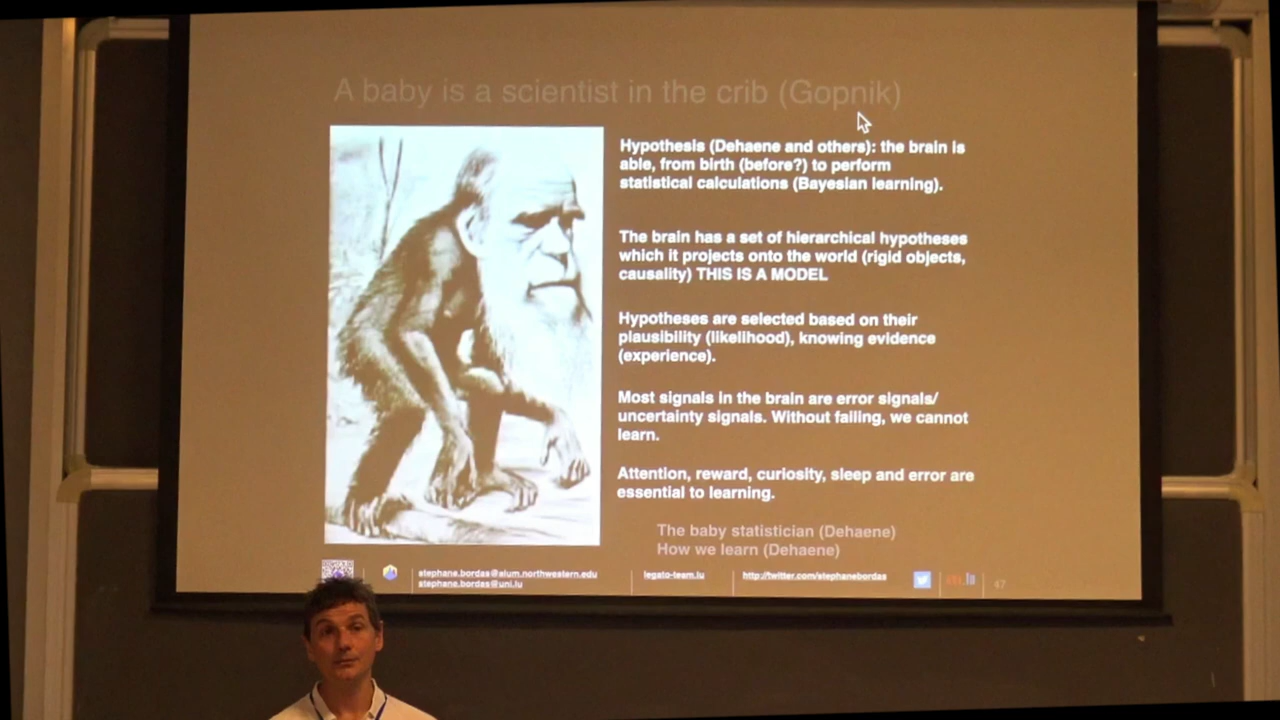 A baby is a scientist in the crib (Gopnik)
Hypothesis (Dehaene and others): the brain is
able, from birth (before?) to perform
statistical calculations (Bayesian learning).
The brain has a set of hierarchical hypotheses
which it projects onto the world (rigid objects,
causality) THIS IS A MODEL
Hypotheses are selected based on their
plausibility (likelihood), knowing evidence
(experience).
Most signals in the brain are error signals/
uncertainty signals. Without failing, we cannot
learn.
Attention, reward, curiosity, sleep and error are
essential to learning.
The baby statistician (Dehaene)
How we learn (Dehaene)
stephane.bordas@alum.northwestern.edu
stephane.bordas@uni.lu
legato-team.lu
http://twitter.com/stephanebordas
47